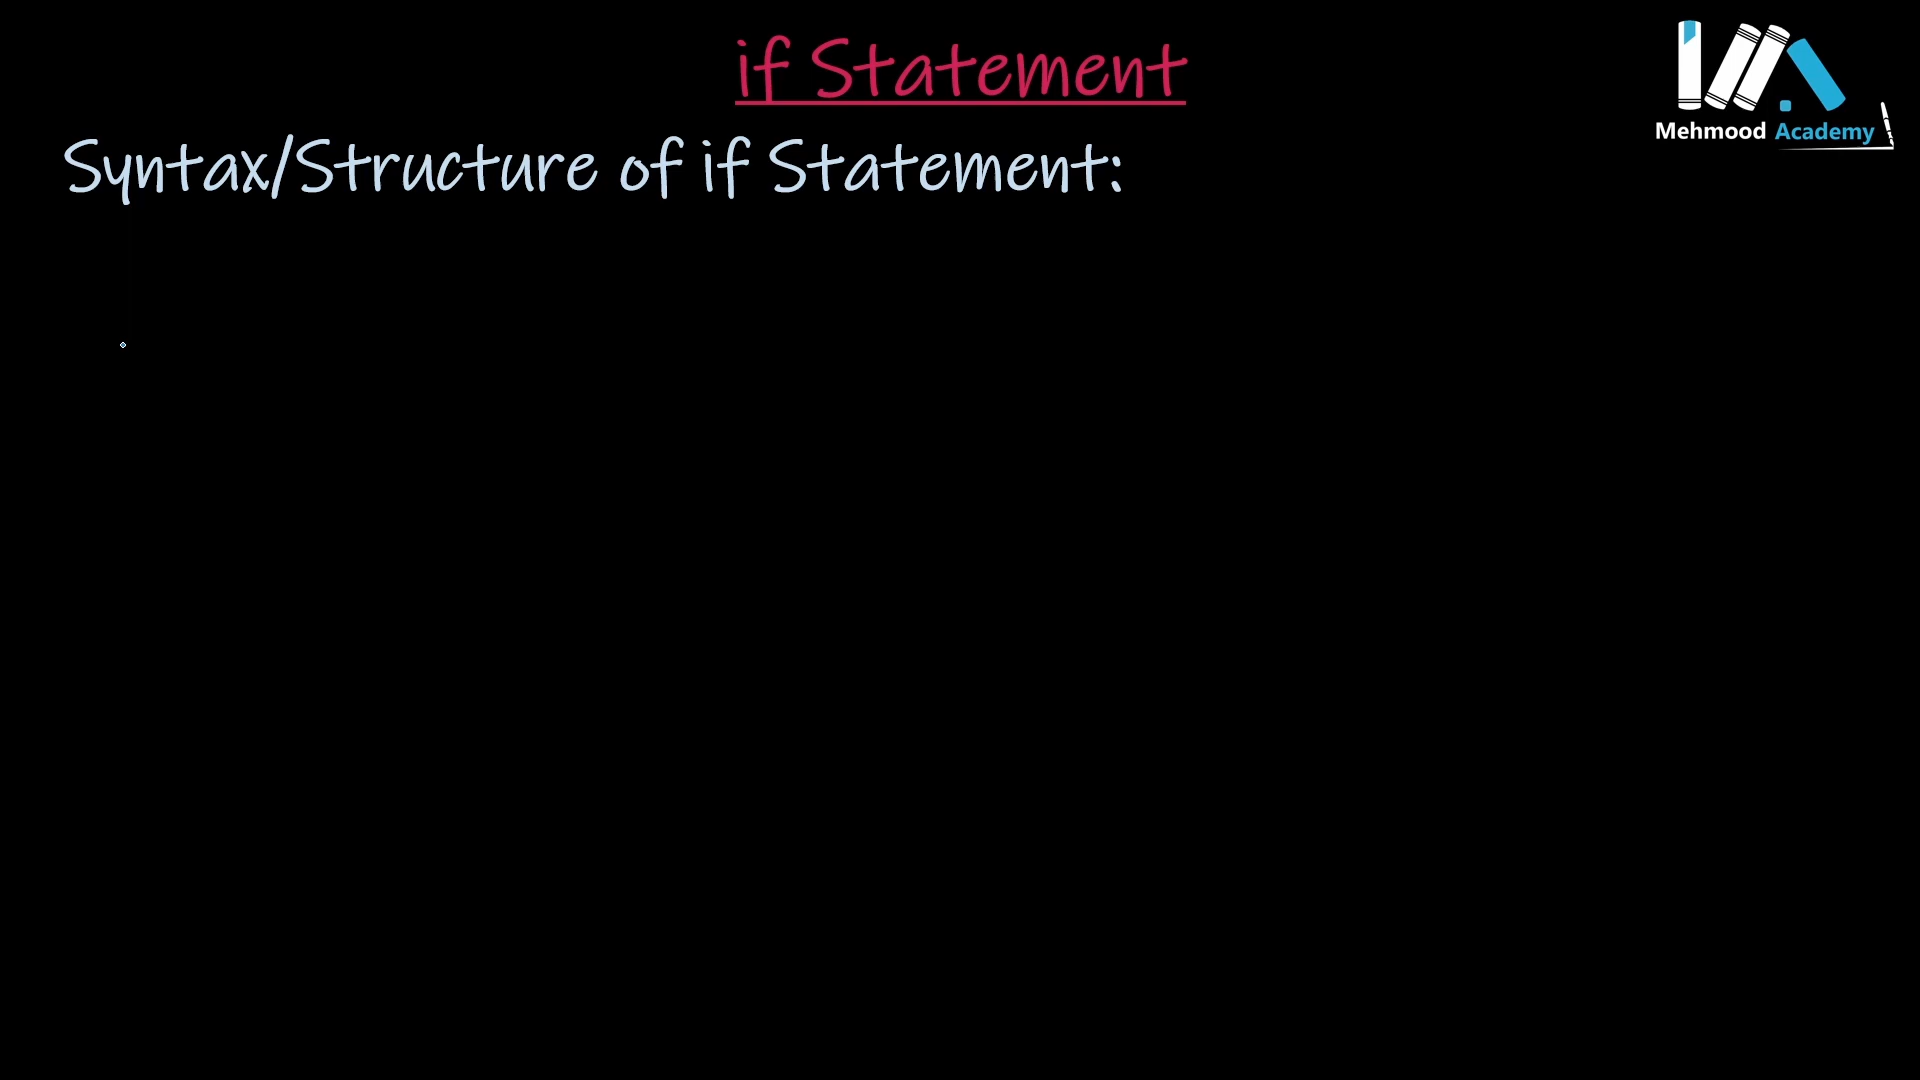 if Statement
Mehmood Academy
Syntax/Structure of if Statement: